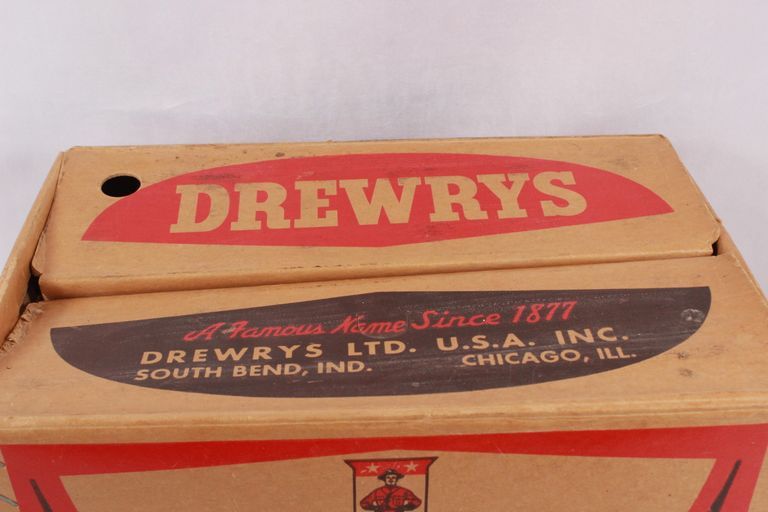 DREWRYS
A Famous Name Since 1877
DREWRYS LTD. U.S.A. INC.
SOUTH BEND, IND. CHICAGO, ILL.